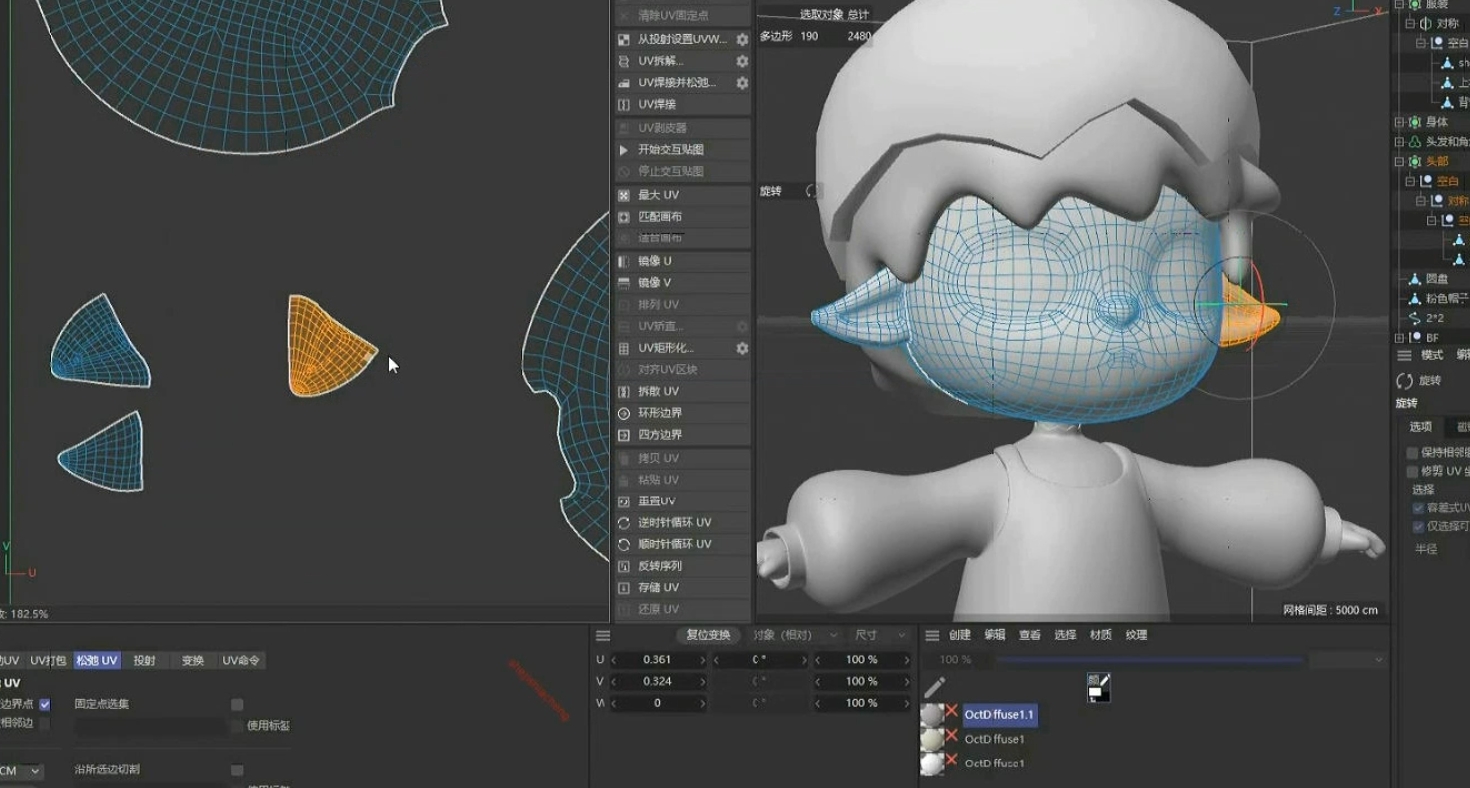 清除UV固定点
从投射设置UVW...
UV拆解...
UV焊接并松弛...
UV焊接
UV剥皮器
开始交互贴图
停止交互贴图
最大 UV
匹配画布
适合画布
镜像 U
镜像 V
排列 UV
UV矫直...
UV矩形化...
对齐UV区块
拆散 UV
环形边界
四方边界
拷贝 UV
粘贴 UV
重置UV
逆时针循环 UV
顺时针循环 UV
反转序列
存储 UV
还原 UV
选取对象 总计
多边形 190 2480
旋转
网格间距 : 5000 cm
Z X
服装
对称
空白
sh
上
背
身体
头发和角
头部
空白
对称
空
圆盘
粉色帽子
2*2
BF
模式 编辑
旋转
旋转
选项
保持相邻
修剪 UV
选择
容差式UV
仅选择可
半径
V
U
: 182.5%
UV UV打包 松弛 UV 投射 变换 UV命令
UV
边界点 固定点选集
相邻边 使用标签
CM 沿所选边切割
使用标签
复位变换 对象 (相对) 尺寸
U 0.361 0 ° 100 %
V 0.324 0 ° 100 %
W 0 0 ° 100 %
创建 编辑 查看 选择 材质 纹理
100 %
颜
OctDiffuse1.1
OctDiffuse1
OctDiffuse1